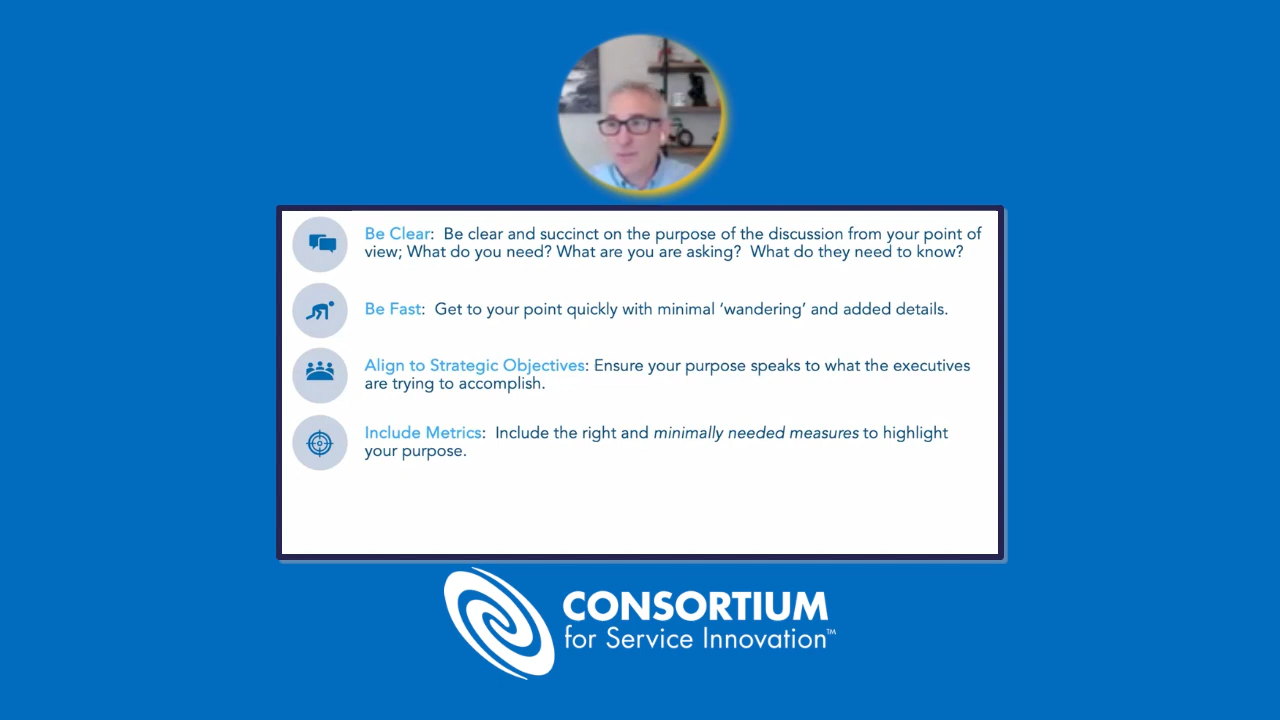 Be Clear:  Be clear and succinct on the purpose of the discussion from your point of
view; What do you need? What are you are asking?  What do they need to know?
Be Fast:  Get to your point quickly with minimal ‘wandering’ and added details.
Align to Strategic Objectives: Ensure your purpose speaks to what the executives
are trying to accomplish.
Include Metrics:  Include the right and minimally needed measures to highlight
your purpose.
CONSORTIUM
for Service Innovation™